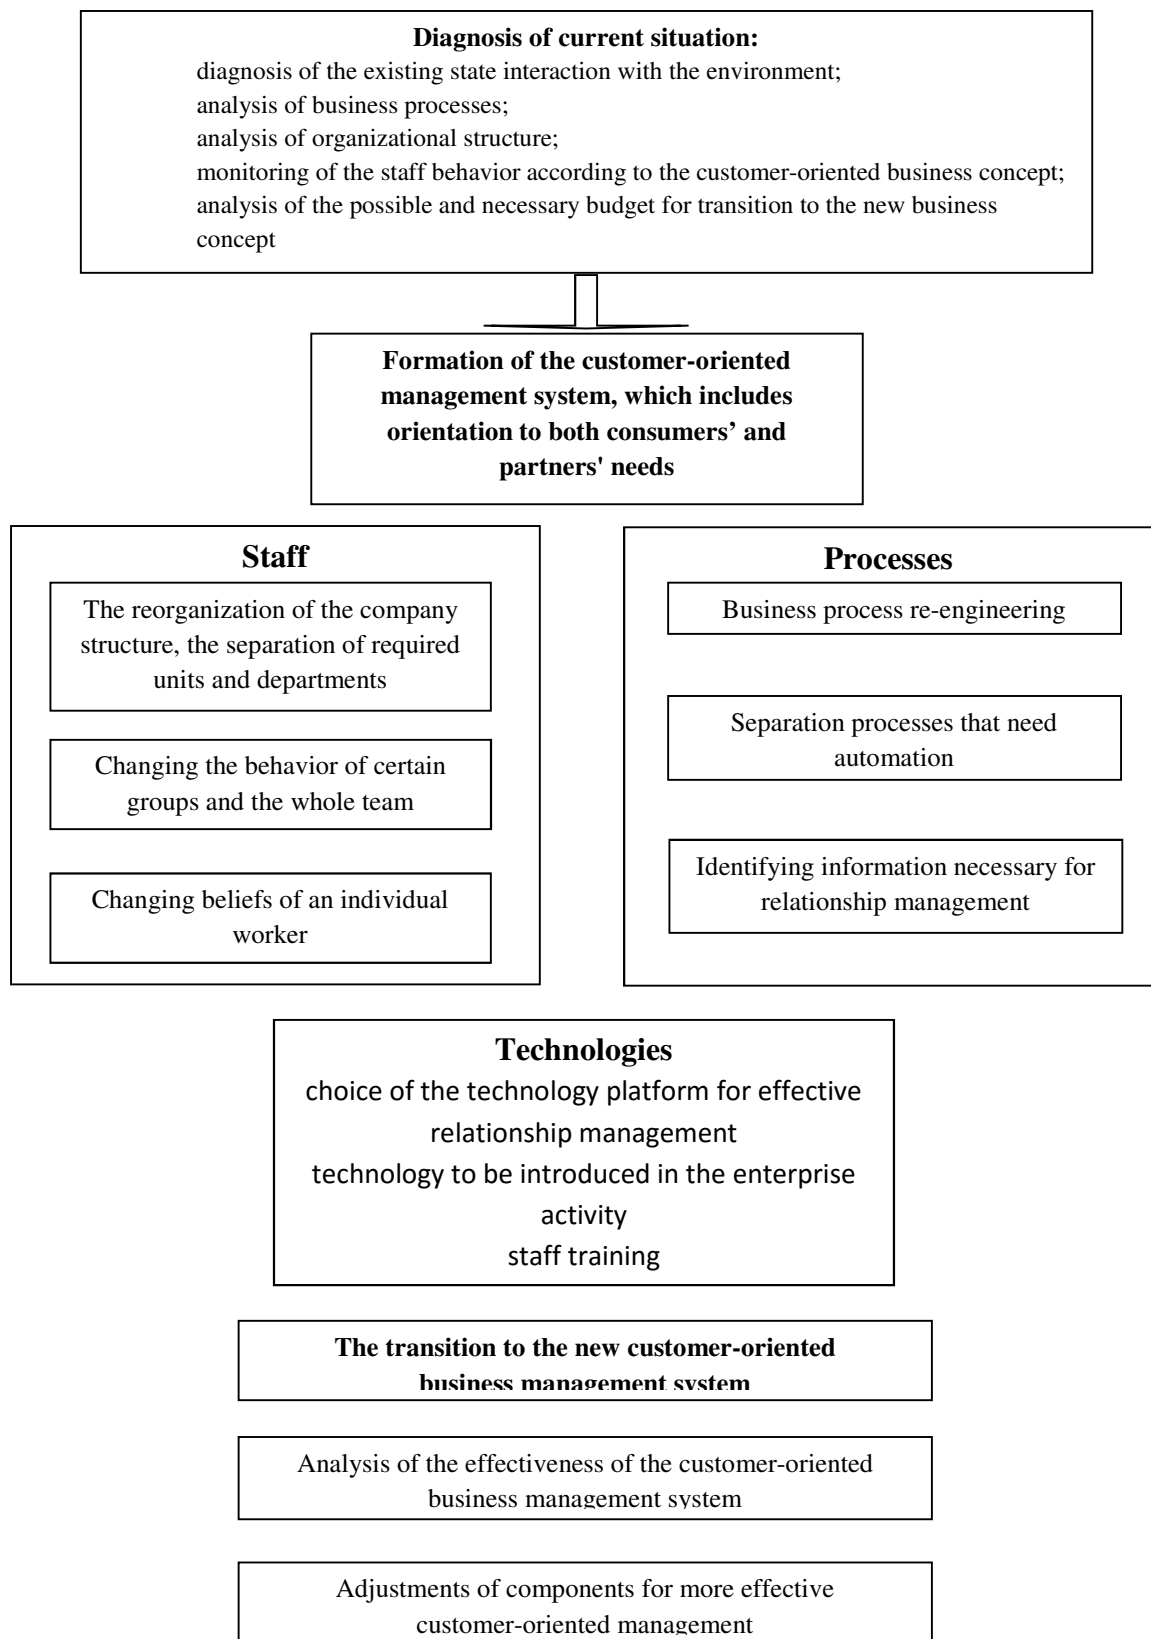 Diagnosis of current situation:
diagnosis of the existing state interaction with the environment;
analysis of business processes;
analysis of organizational structure;
monitoring of the staff behavior according to the customer-oriented business concept;
analysis of the possible and necessary budget for transition to the new business
concept
Formation of the customer-oriented
management system, which includes
orientation to both consumers’ and
partners' needs
Staff
The reorganization of the company
structure, the separation of required
units and departments
Changing the behavior of certain
groups and the whole team
Changing beliefs of an individual
worker
Processes
Business process re-engineering
Separation processes that need
automation
Identifying information necessary for
relationship management
Technologies
choice of the technology platform for effective
relationship management
technology to be introduced in the enterprise
activity
staff training
The transition to the new customer-oriented
business management system
Analysis of the effectiveness of the customer-oriented
business management system
Adjustments of components for more effective
customer-oriented management